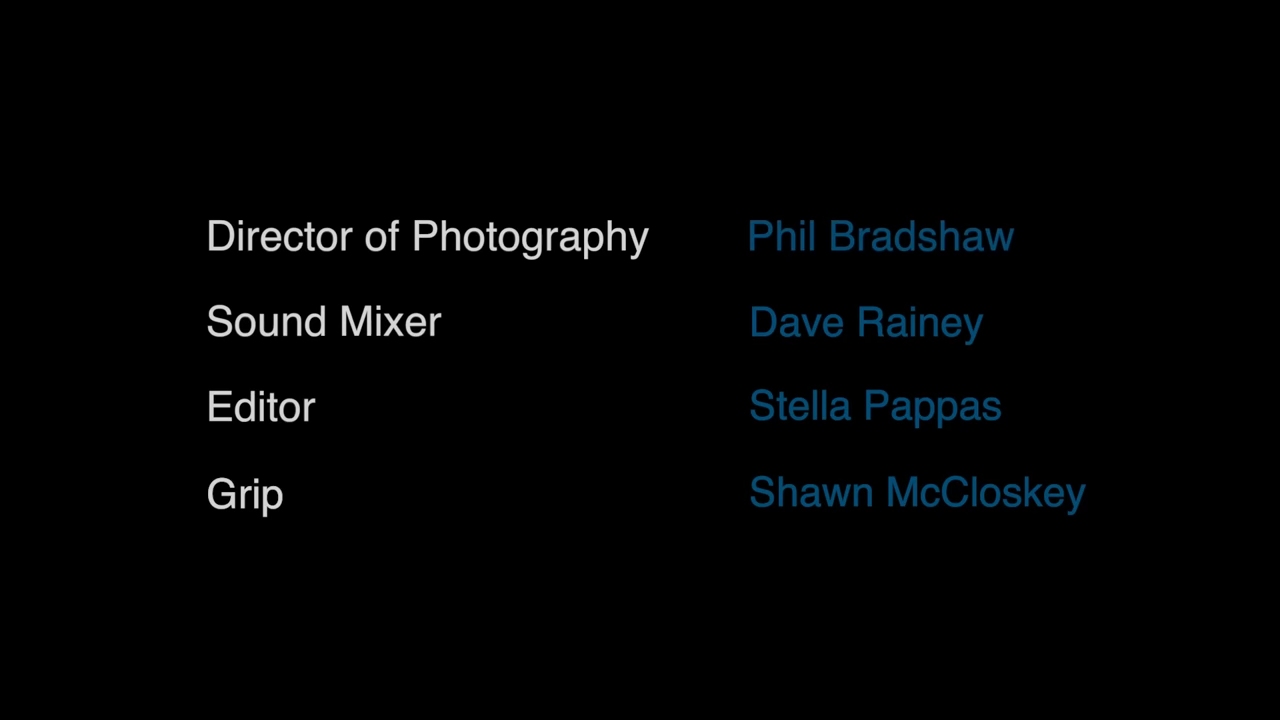 Director of Photography Phil Bradshaw
Sound Mixer Dave Rainey
Editor Stella Pappas
Grip Shawn McCloskey